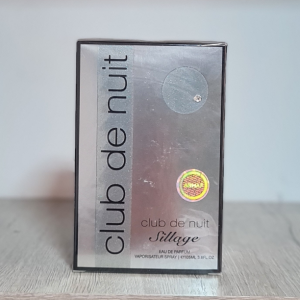 club de nuit
club de nuit
Sillage
EAU DE PARFUM
VAPORISATEUR SPRAY